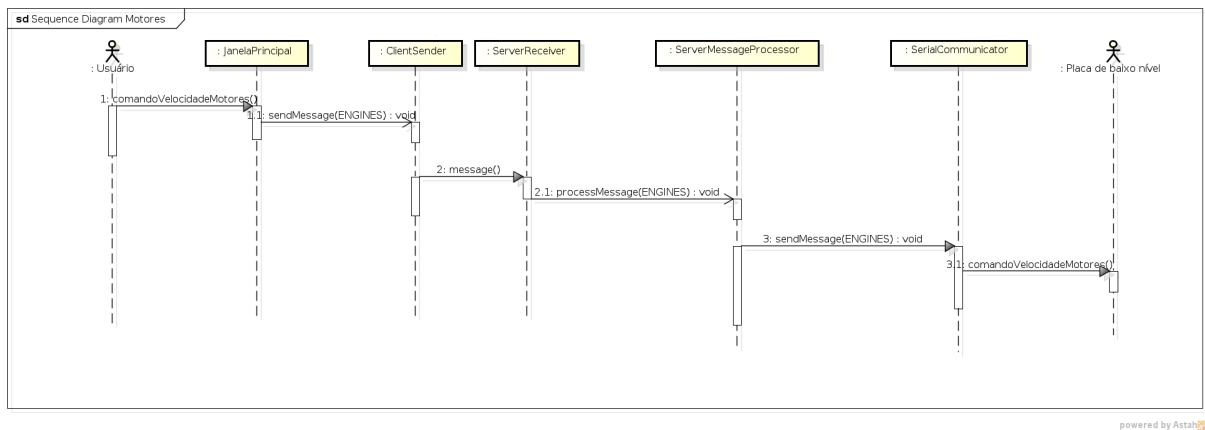 sd Sequence Diagram Motores
: Usuário
: JanelaPrincipal
: ClientSender
: ServerReceiver
: ServerMessageProcessor
: SerialCommunicator
: Placa de baixo nível
1: comandoVelocidadeMotores()
1.1: sendMessage(ENGINES) : void
2: message()
2.1: processMessage(ENGINES) : void
3: sendMessage(ENGINES) : void
3.1: comandoVelocidadeMotores()
powered by Astah